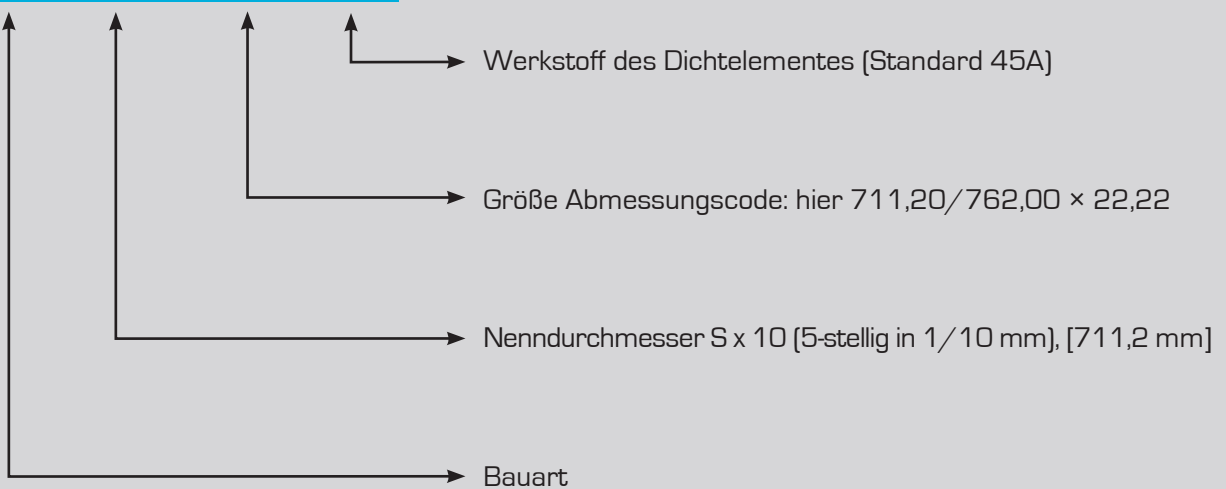 Werkstoff des Dichtelementes (Standard 45A)
Größe Abmessungscode: hier 711,20/762,00 × 22,22
Nenndurchmesser S x 10 (5-stellig in 1/10 mm), [711,2 mm]
Bauart